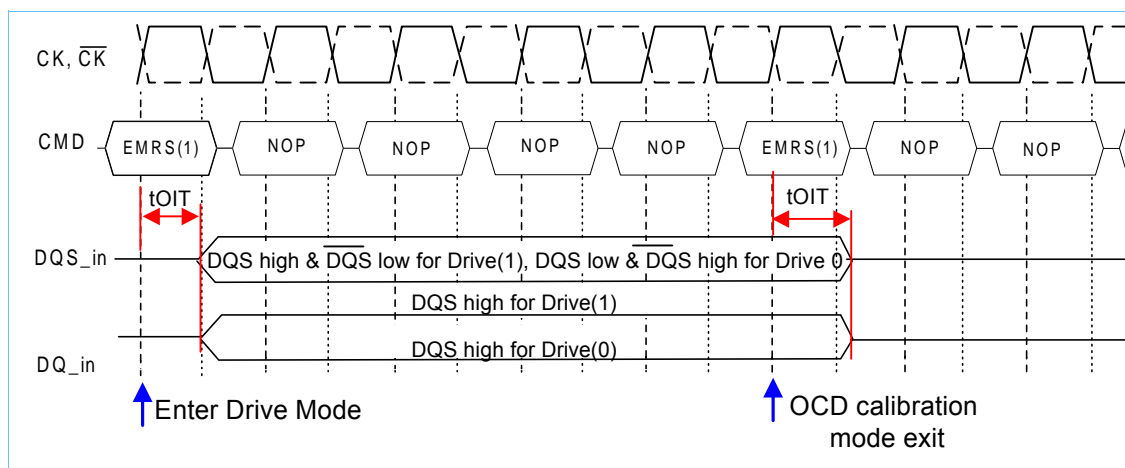 CK, CK
CMD
EMRS(1) NOP NOP NOP NOP EMRS(1) NOP NOP
tOIT tOIT
DQS_in
DQS high & DQS low for Drive(1), DQS low & DQS high for Drive 0
DQS high for Drive(1)
DQS high for Drive(0)
DQ_in
Enter Drive Mode
OCD calibration
mode exit